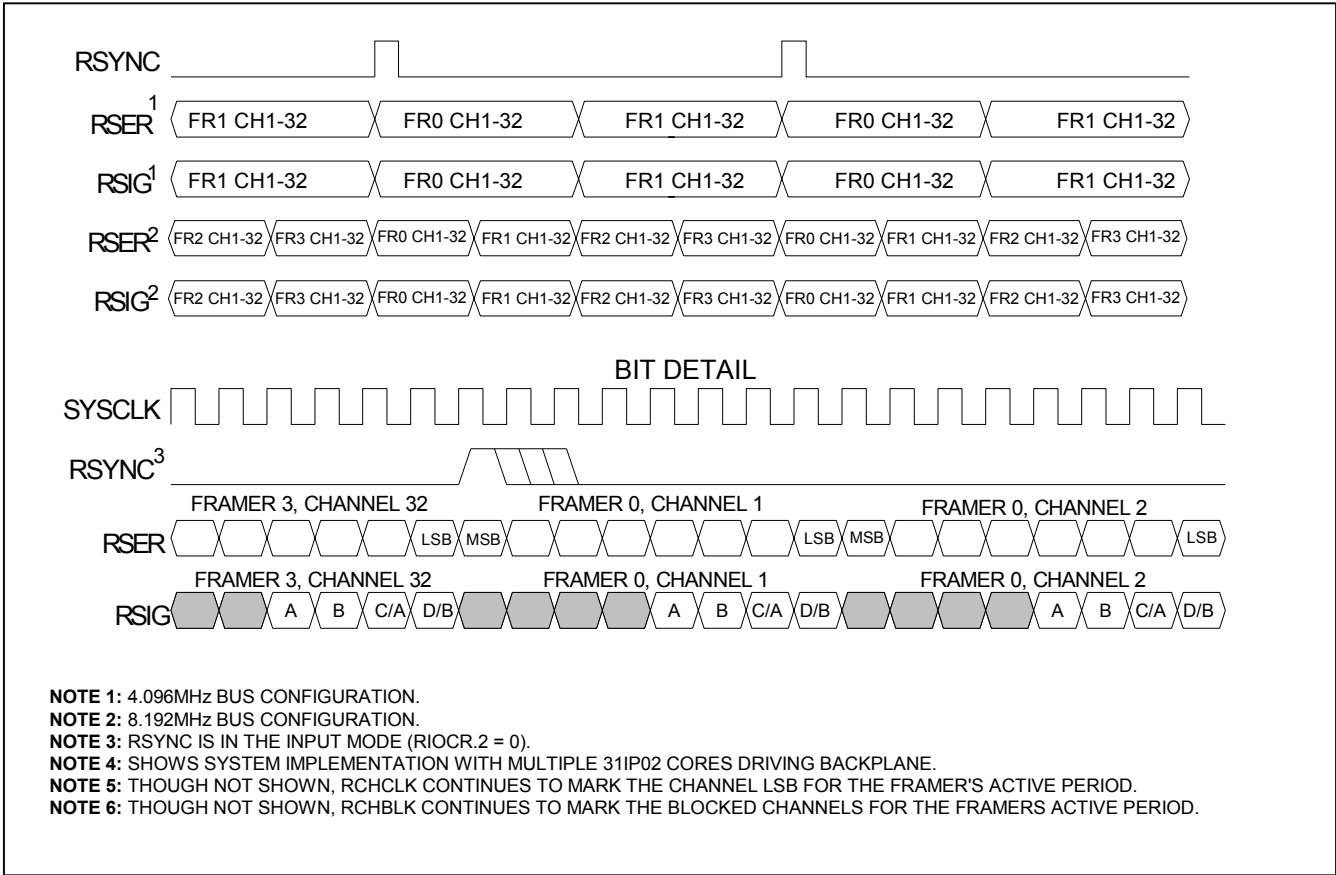 RSYNC
RSER1 FR1 CH1-32 FR0 CH1-32 FR1 CH1-32 FR0 CH1-32 FR1 CH1-32
RSIG1 FR1 CH1-32 FR0 CH1-32 FR1 CH1-32 FR0 CH1-32 FR1 CH1-32
RSER2 FR2 CH1-32 FR3 CH1-32 FR0 CH1-32 FR1 CH1-32 FR2 CH1-32 FR3 CH1-32 FR0 CH1-32 FR1 CH1-32 FR2 CH1-32 FR3 CH1-32
RSIG2 FR2 CH1-32 FR3 CH1-32 FR0 CH1-32 FR1 CH1-32 FR2 CH1-32 FR3 CH1-32 FR0 CH1-32 FR1 CH1-32 FR2 CH1-32 FR3 CH1-32
BIT DETAIL
SYSCLK
RSYNC3
FRAMER 3, CHANNEL 32 FRAMER 0, CHANNEL 1 FRAMER 0, CHANNEL 2
RSER LSB MSB LSB MSB LSB
FRAMER 3, CHANNEL 32 FRAMER 0, CHANNEL 1 FRAMER 0, CHANNEL 2
RSIG A B C/A D/B A B C/A D/B A B C/A D/B
NOTE 1: 4.096MHz BUS CONFIGURATION.
NOTE 2: 8.192MHz BUS CONFIGURATION.
NOTE 3: RSYNC IS IN THE INPUT MODE (RIOCR.2 = 0).
NOTE 4: SHOWS SYSTEM IMPLEMENTATION WITH MULTIPLE 31IP02 CORES DRIVING BACKPLANE.
NOTE 5: THOUGH NOT SHOWN, RCHCLK CONTINUES TO MARK THE CHANNEL LSB FOR THE FRAMER'S ACTIVE PERIOD.
NOTE 6: THOUGH NOT SHOWN, RCHBLK CONTINUES TO MARK THE BLOCKED CHANNELS FOR THE FRAMERS ACTIVE PERIOD.